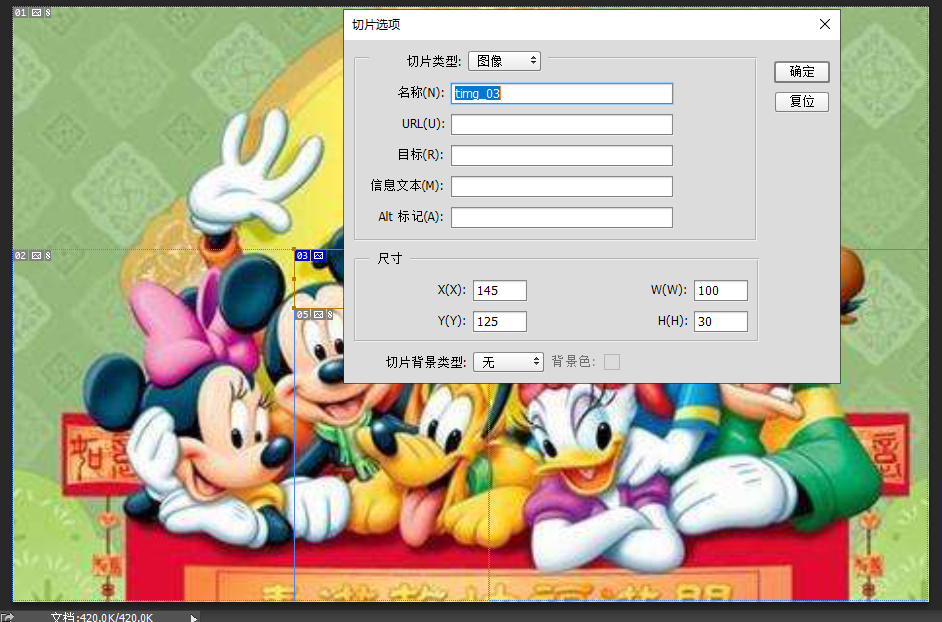 01
切片选项
切片类型: 图像
确定
名称(N): timg_03
复位
URL(U):
目标(R):
信息文本(M):
Alt 标记(A):
02
03
尺寸
X(X): 145 W(W): 100
05
Y(Y): 125 H(H): 30
切片背景类型: 无 背景色:
文档:420.0K/420.0K